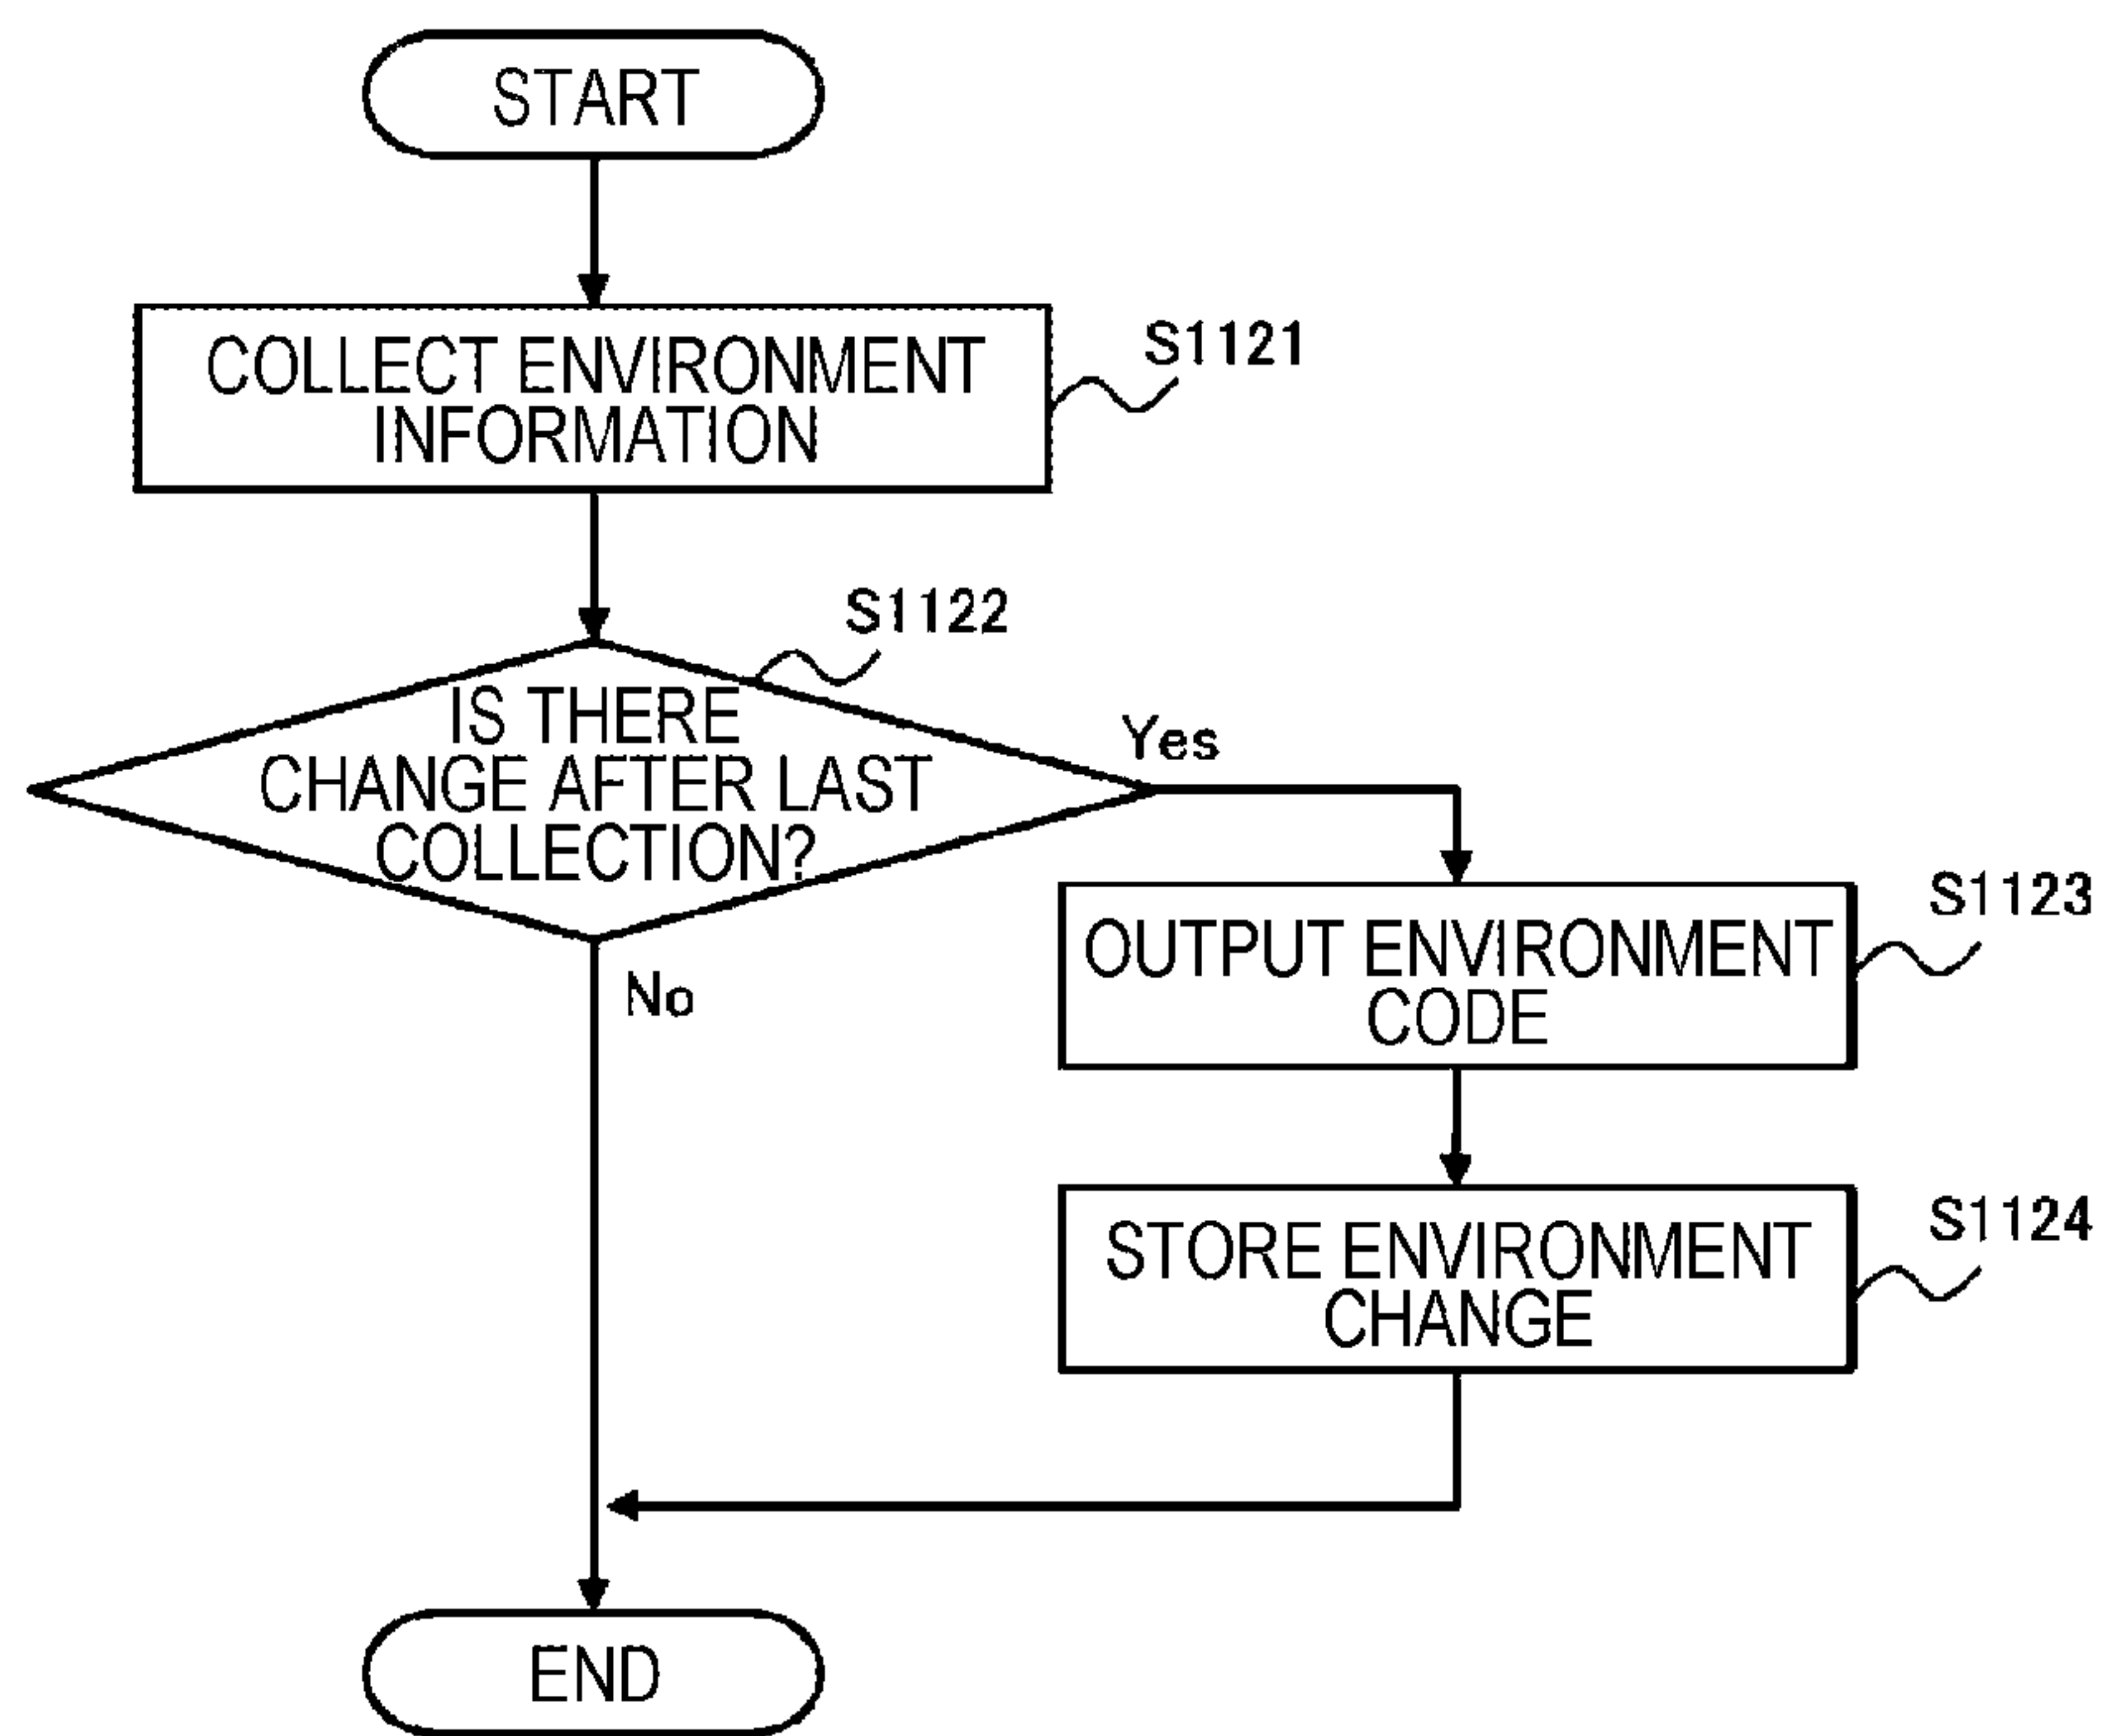 START
COLLECT ENVIRONMENT
INFORMATION
S1121
S1122
IS THERE
CHANGE AFTER LAST
COLLECTION?
Yes
No
OUTPUT ENVIRONMENT
CODE
S1123
STORE ENVIRONMENT
CHANGE
S1124
END